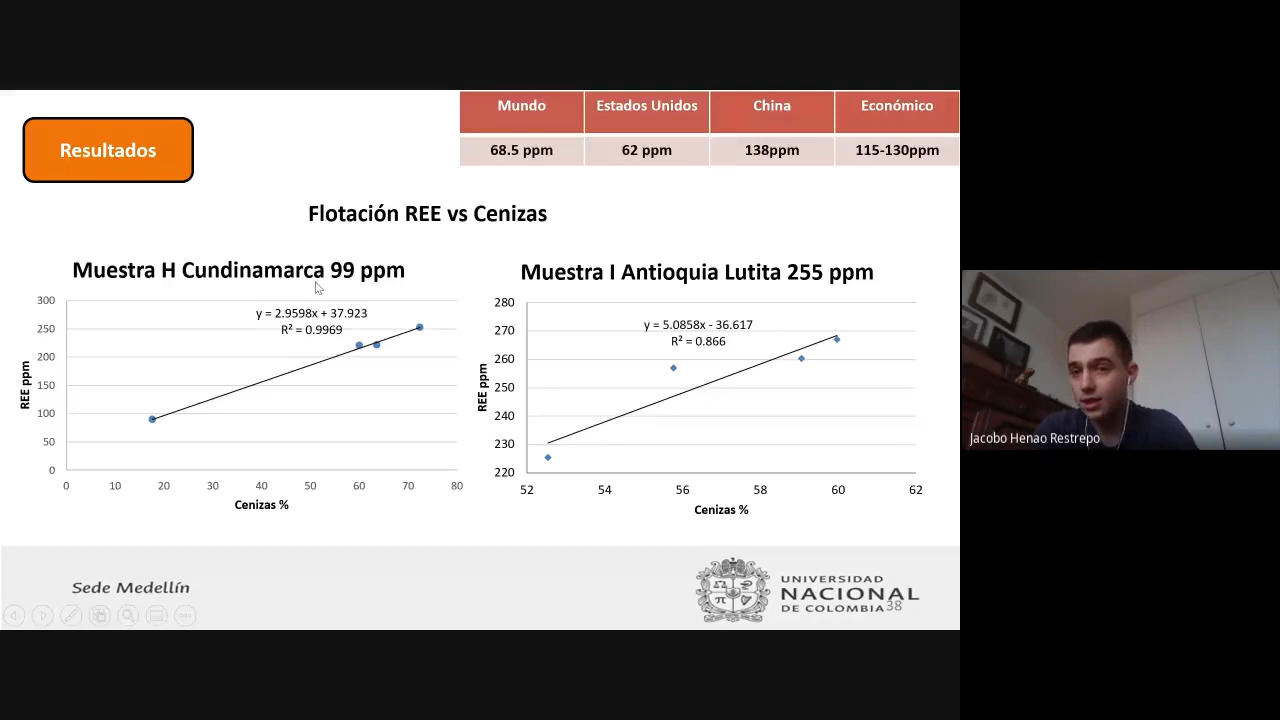 Resultados
Mundo Estados Unidos China Económico
68.5 ppm 62 ppm 138ppm 115-130ppm
Flotación REE vs Cenizas
Muestra H Cundinamarca 99 ppm
300
250
200
150
100
50
0
REE ppm
y = 2.9598x + 37.923
R² = 0.9969
0 10 20 30 40 50 60 70 80
Cenizas %
Muestra I Antioquia Lutita 255 ppm
280
270
260
250
240
230
220
REE ppm
y = 5.0858x - 36.617
R² = 0.866
52 54 56 58 60 62
Cenizas %
Jacobo Henao Restrepo
Sede Medellín
UNIVERSIDAD
NACIONAL
DE COLOMBIA
38